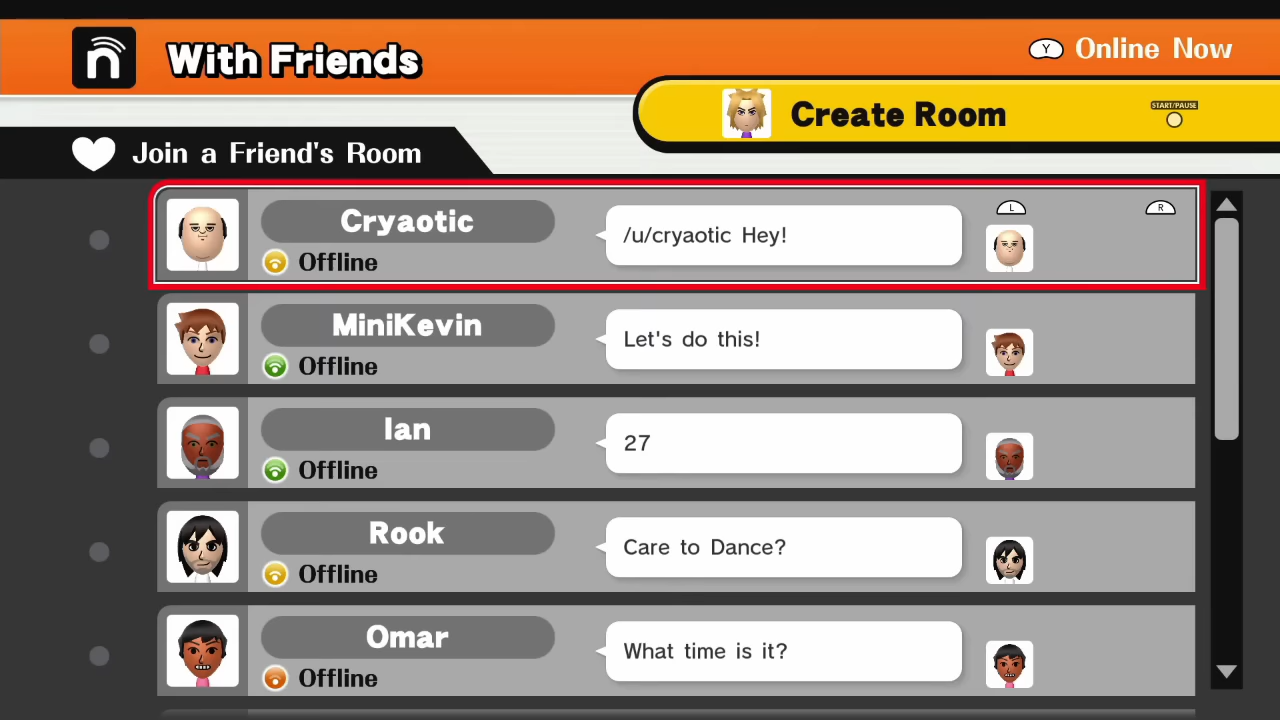 With Friends
Y Online Now
Create Room
START/PAUSE
Join a Friend's Room
Cryaotic
/u/cryaotic Hey!
L
R
Offline
MiniKevin
Let's do this!
Offline
Ian
27
Offline
Rook
Care to Dance?
Offline
Omar
What time is it?
Offline